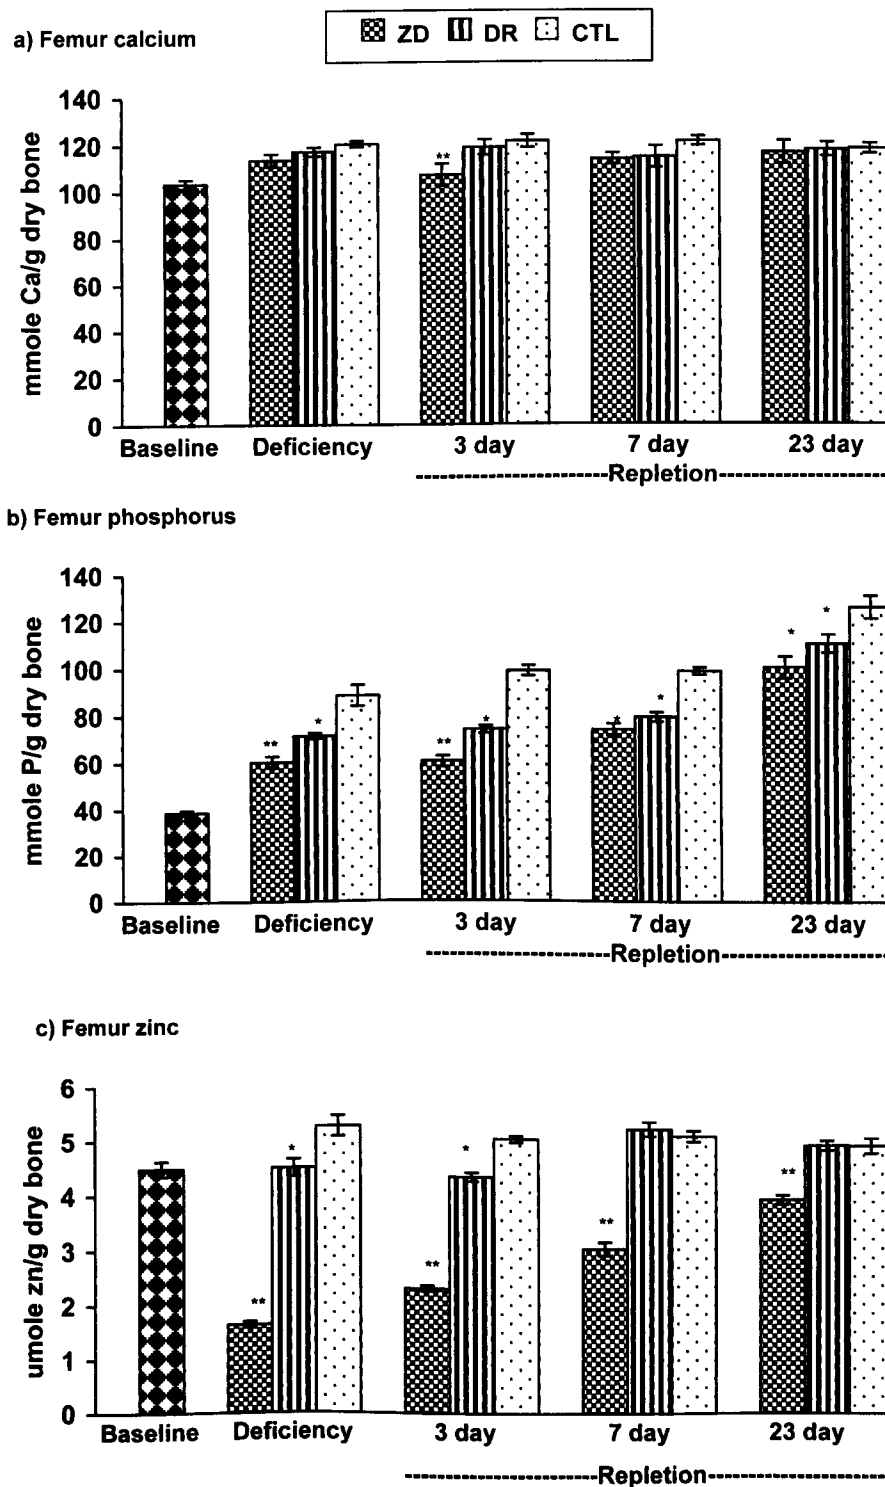 a) Femur calcium
ZD DR CTL
mmole Ca/g dry bone
140
120
100
80
60
40
20
0
**
Baseline Deficiency 3 day 7 day 23 day
Repletion
b) Femur phosphorus
mmole P/g dry bone
140
120
100
80
60
40
20
0
** * ** * * * * *
Baseline Deficiency 3 day 7 day 23 day
Repletion
c) Femur zinc
umole zn/g dry bone
6
5
4
3
2
1
0
** * ** * ** **
Baseline Deficiency 3 day 7 day 23 day
Repletion